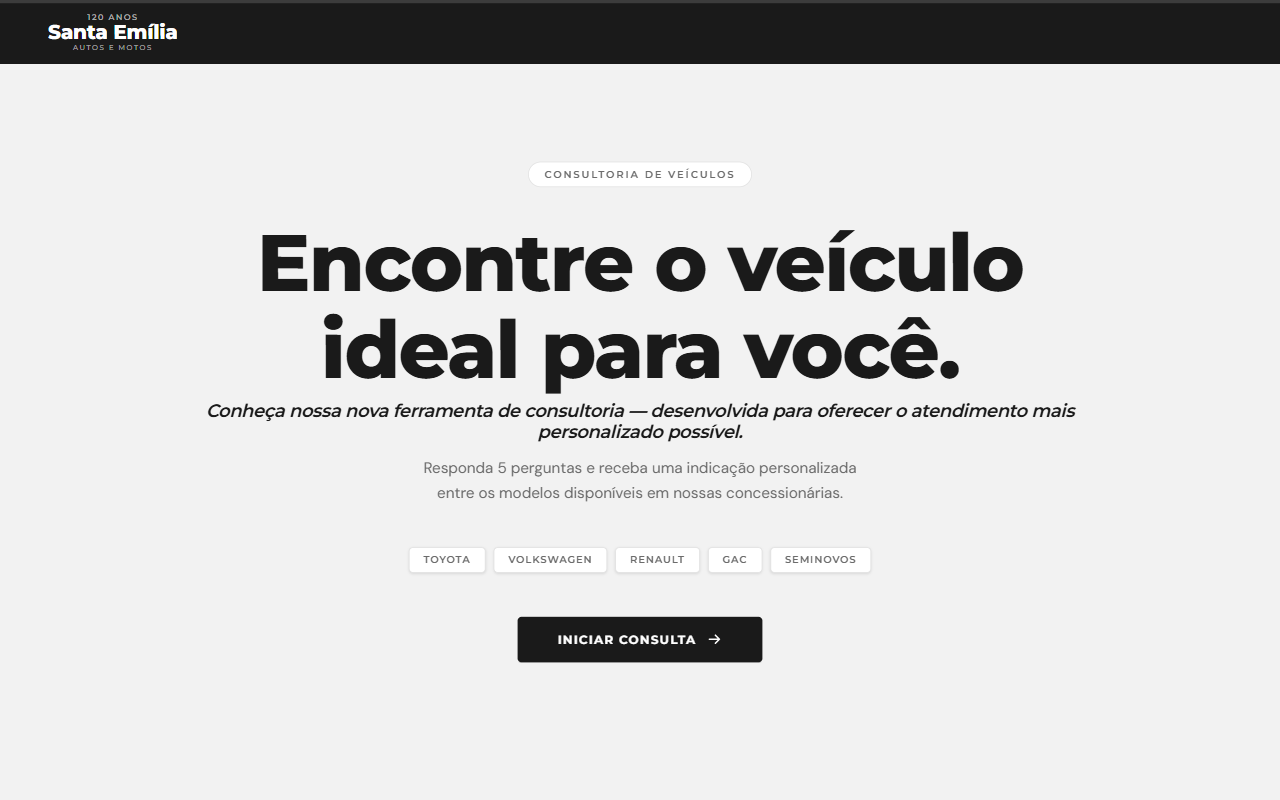 120 ANOS
Santa Emília
AUTOS E MOTOS
CONSULTORIA DE VEÍCULOS
Encontre o veículo
ideal para você.
Conheça nossa nova ferramenta de consultoria — desenvolvida para oferecer o atendimento mais
personalizado possível.
Responda 5 perguntas e receba uma indicação personalizada
entre os modelos disponíveis em nossas concessionárias.
TOYOTA VOLKSWAGEN RENAULT GAC SEMINOVOS
INICIAR CONSULTA →